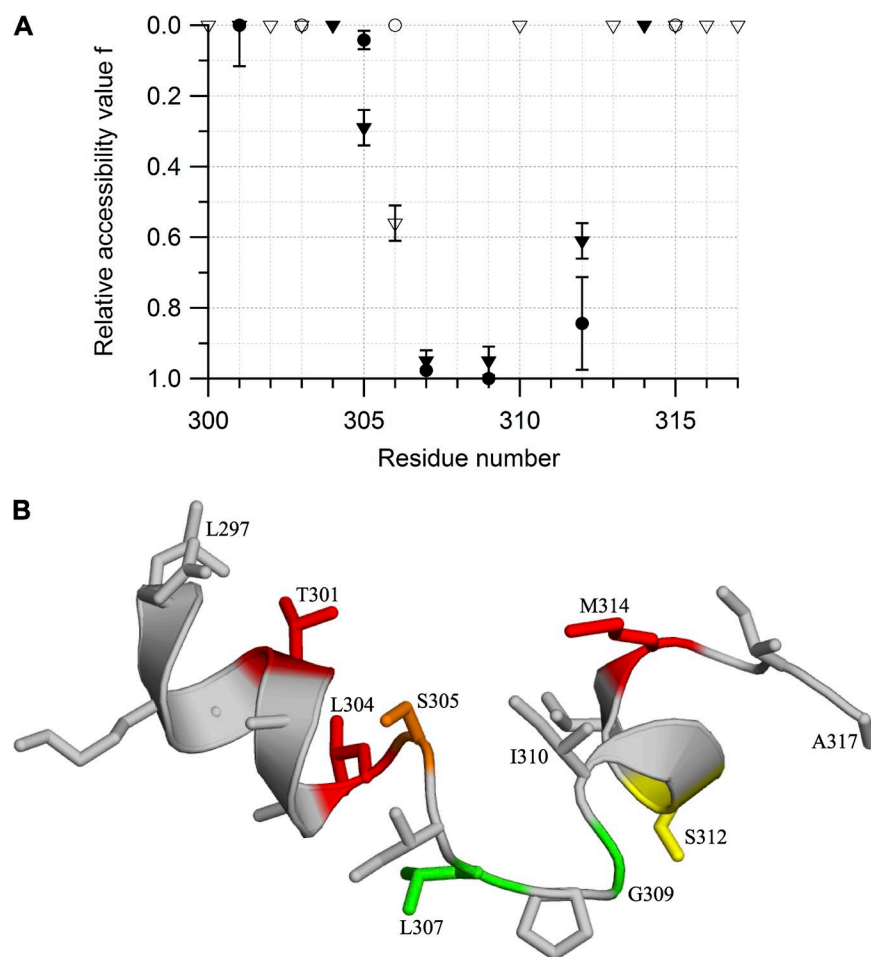 A
Relative accessibility value f
0.0
0.2
0.4
0.6
0.8
1.0
300 305 310 315
Residue number
B
L297
T301
M314
L304
S305
I310
A317
S312
G309
L307